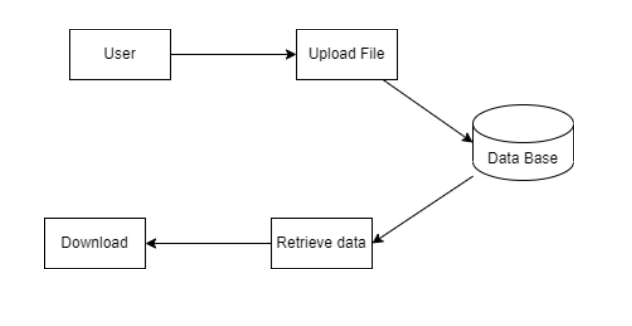 User
Upload File
Data Base
Retrieve data
Download